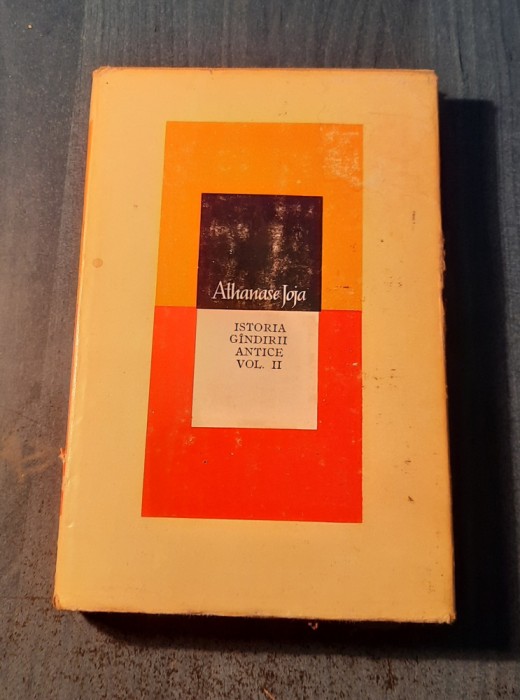 Athanase Joja
ISTORIA
GÎNDIRII
ANTICE
VOL. II